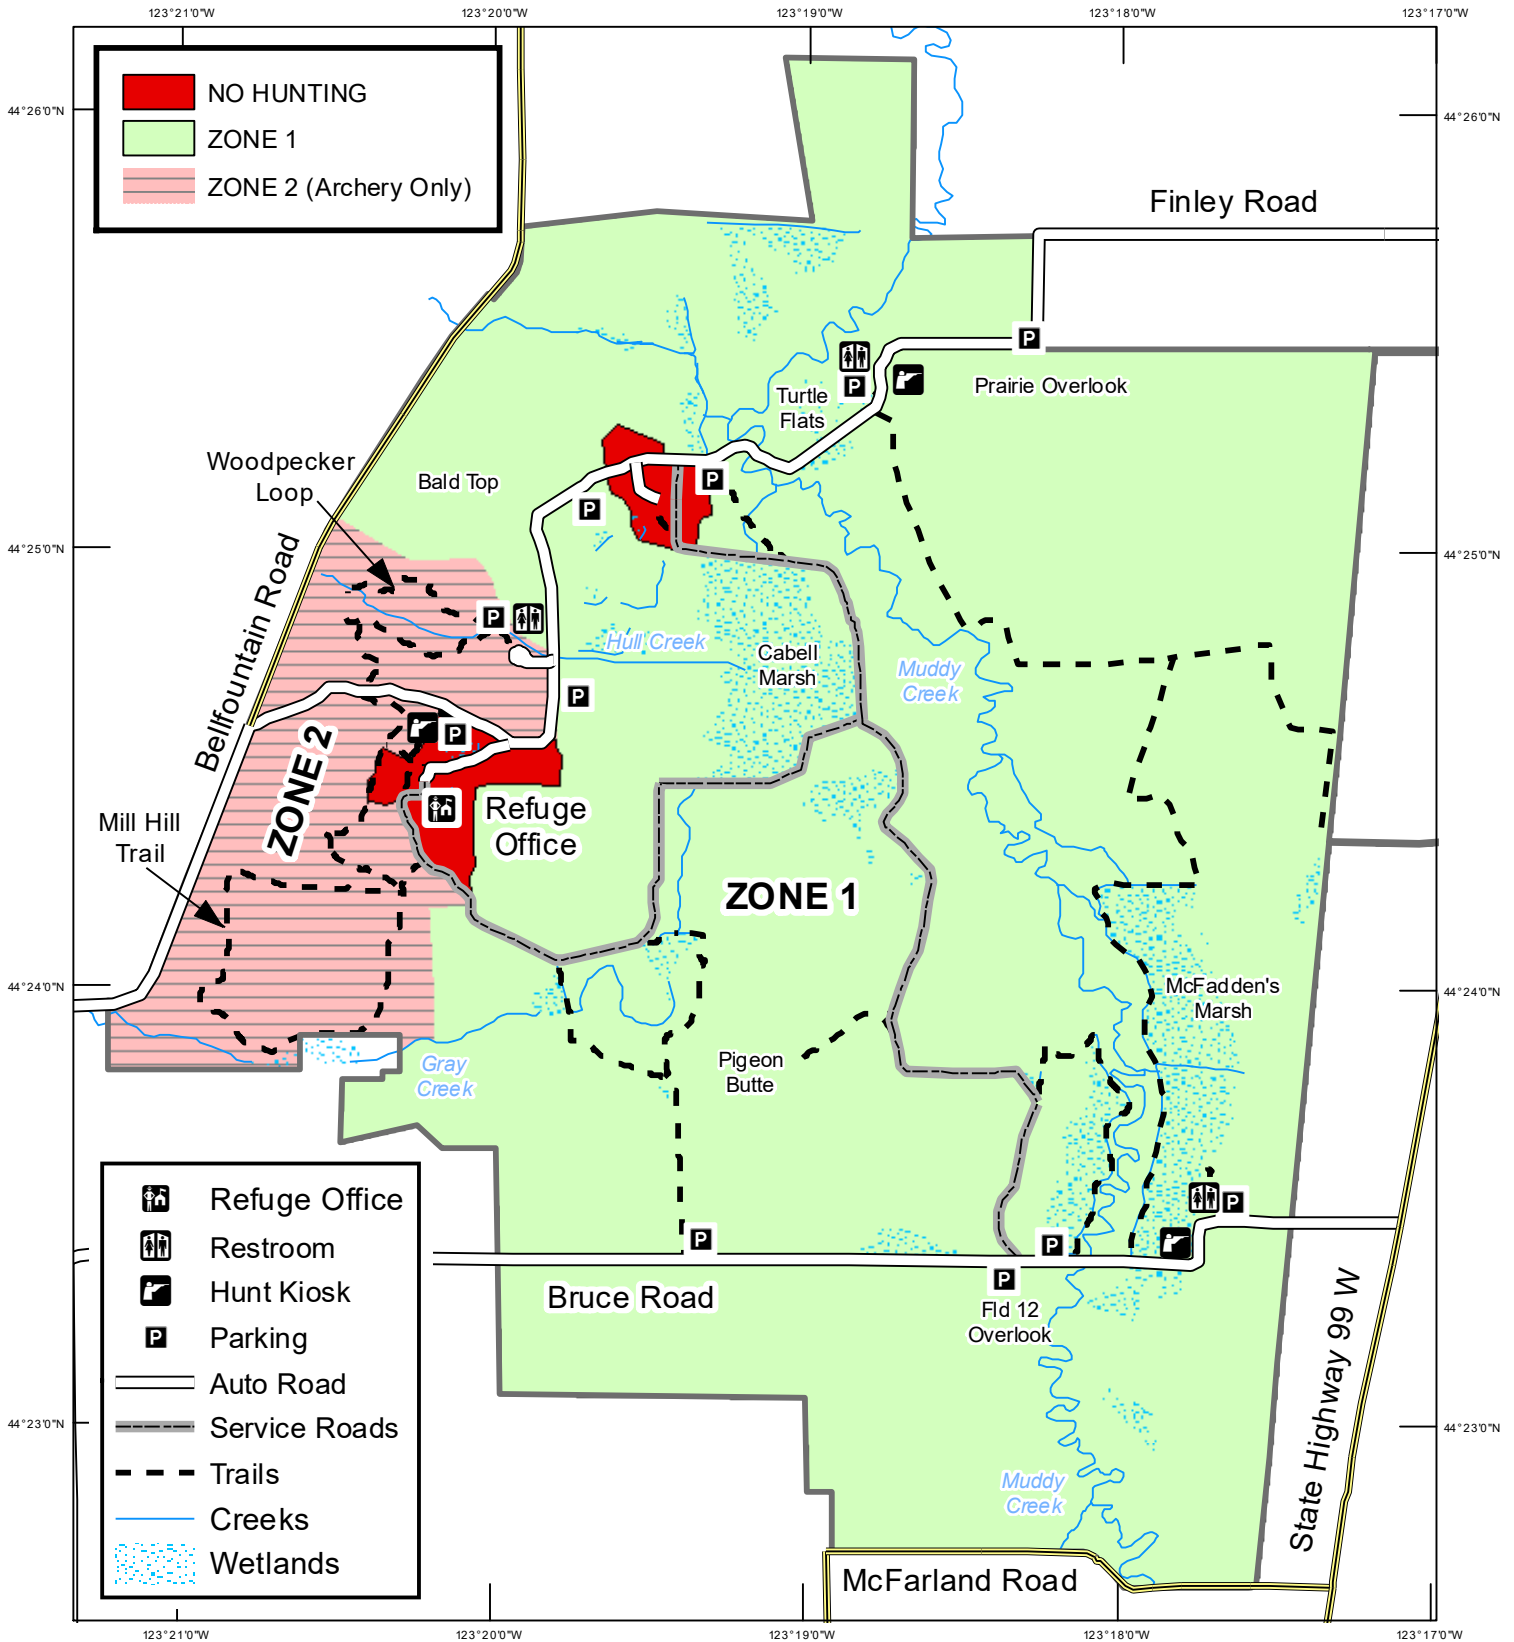 123°21'0"W
123°20'0"W
123°19'0"W
123°18'0"W
123°17'0"W
NO HUNTING
ZONE 1
ZONE 2 (Archery Only)
44°26'0"N
44°26'0"N
Finley Road
P
P
Turtle
Flats
Prairie Overlook
Woodpecker
Loop
Bald Top
P
P
44°25'0"N
44°25'0"N
Bellfountain Road
P
Hull Creek
Cabell
Marsh
Muddy
Creek
P
P
ZONE 2
Refuge
Office
Mill Hill
Trail
ZONE 1
44°24'0"N
44°24'0"N
McFadden's
Marsh
Gray
Creek
Pigeon
Butte
P
P
P
P
Bruce Road
Fld 12
Overlook
Refuge Office
Restroom
Hunt Kiosk
P
Parking
Auto Road
Service Roads
Trails
Creeks
Wetlands
44°23'0"N
44°23'0"N
State Highway 99 W
Muddy
Creek
McFarland Road
123°21'0"W
123°20'0"W
123°19'0"W
123°18'0"W
123°17'0"W